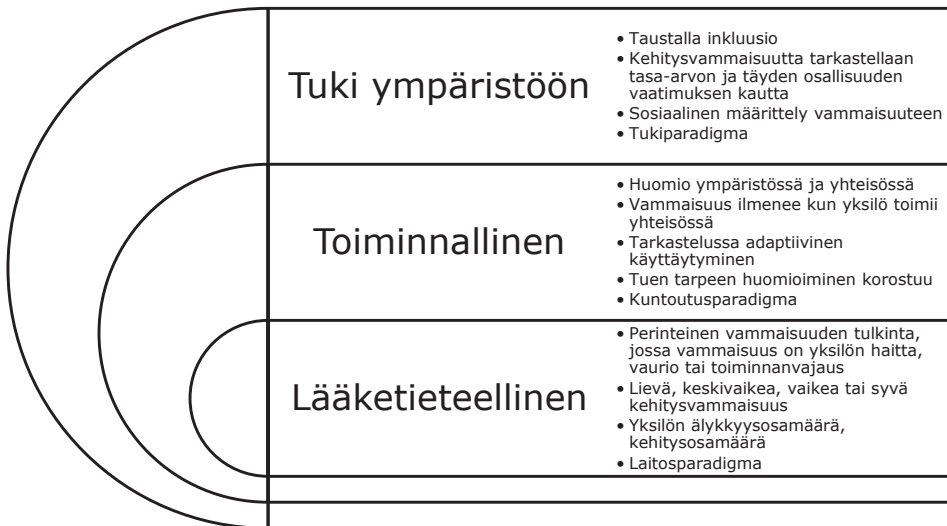 Tuki ympäristöön
• Taustalla inkluusio
• Kehitysvammaisuutta tarkastellaan
tasa-arvon ja täyden osallisuuden
vaatimuksen kautta
• Sosiaalinen määrittely vammaisuuteen
• Tukiparadigma
Toiminnallinen
• Huomio ympäristössä ja yhteisössä
• Vammaisuus ilmenee kun yksilö toimii
yhteisössä
• Tarkastelussa adaptiivinen
käyttäytyminen
• Tuen tarpeen huomioiminen korostuu
• Kuntoutusparadigma
Lääketieteellinen
• Perinteinen vammaisuuden tulkinta,
jossa vammaisuus on yksilön haitta,
vaurio tai toiminnanvajaus
• Lievä, keskivaikea, vaikea tai syvä
kehitysvammaisuus
• Yksilön älykkyysosamäärä,
kehitysosamäärä
• Laitosparadigma